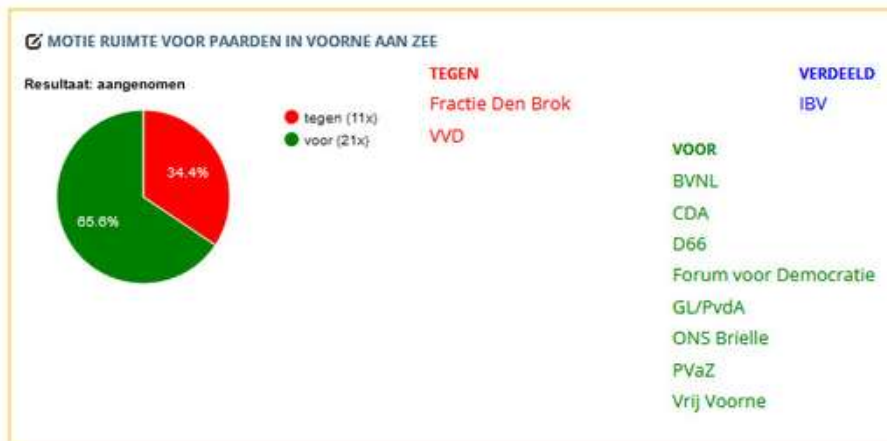 MOTIE RUIMTE VOOR PAARDEN IN VOORNE AAN ZEE
Resultaat: aangenomen
tegen (11x)
voor (21x)
34.4%
65.6%
TEGEN
Fractie Den Brok
VVD
VERDEELD
IBV
VOOR
BVNL
CDA
D66
Forum voor Democratie
GL/PvdA
ONS Brielle
PVaZ
Vrij Voorne